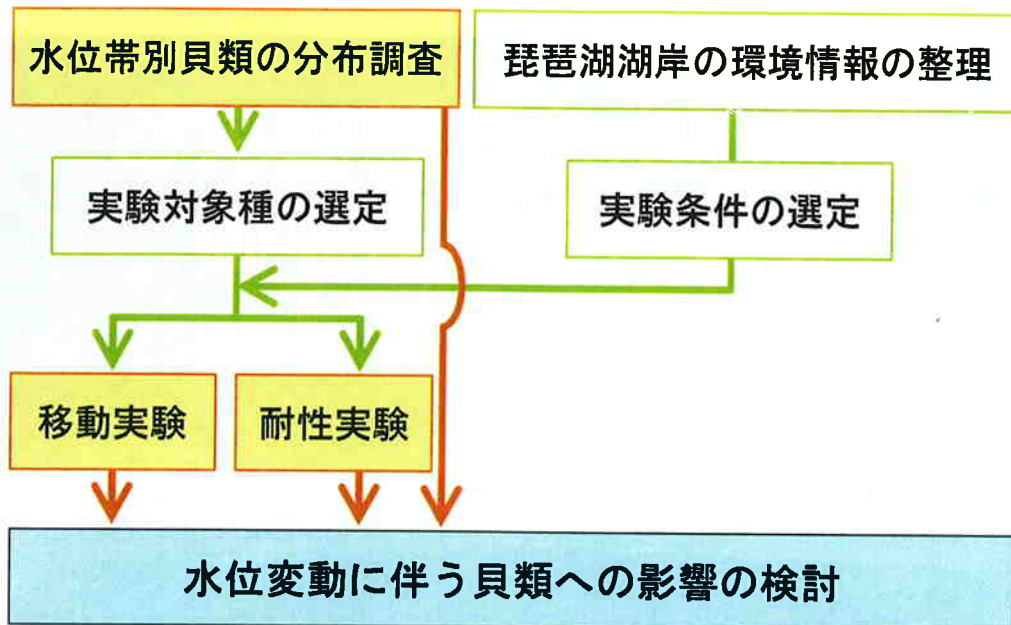 水位帯別貝類の分布調査
琵琶湖湖岸の環境情報の整理
実験対象種の選定
実験条件の選定
移動実験
耐性実験
水位変動に伴う貝類への影響の検討